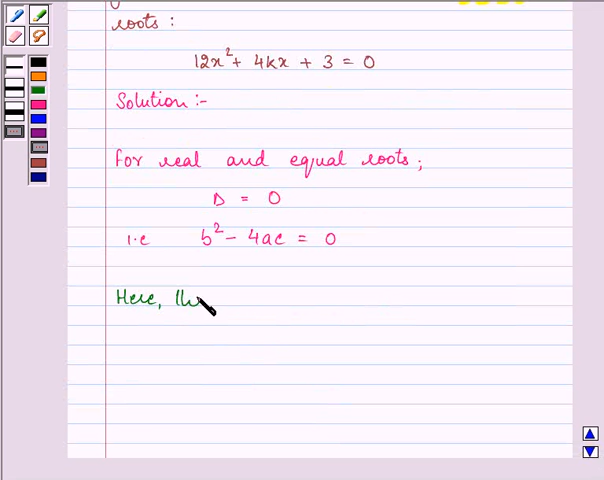 roots :
12x² + 4kx + 3 = 0
Solution :-
For real and equal roots ;
D = 0
i.e b² - 4ac = 0
Here,